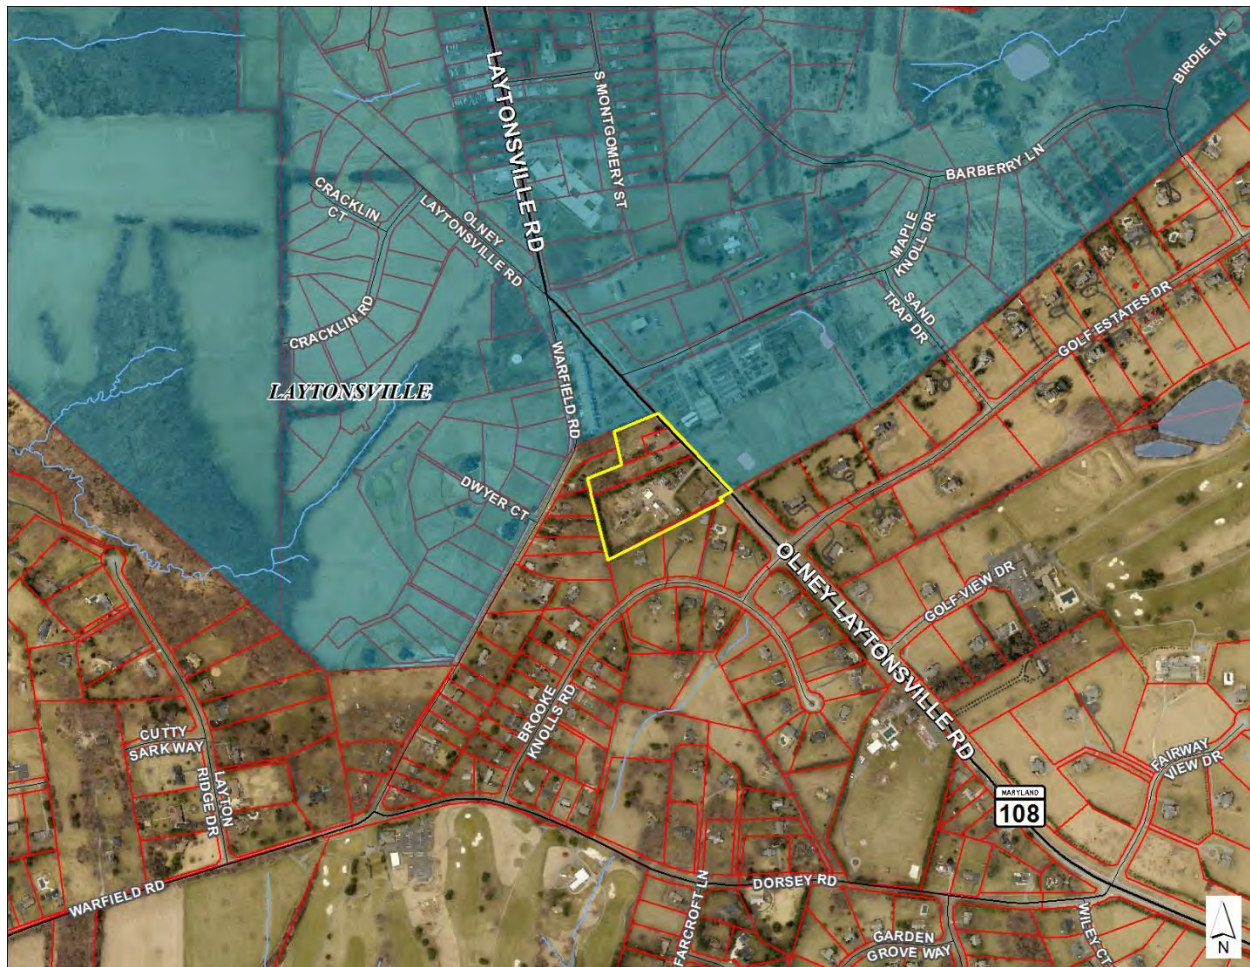 BIRDIE LN
LAYTONSVILLE RD
S MONTGOMERY ST
BARBERRY LN
CRACKLIN
CT
OLNEY
LAYTONSVILLE RD
MAPLE
KNOLL DR
SAND
TRAP DR
GOLF ESTATES DR
CRACKLIN RD
WARFIELD RD
LAYTONSVILLE
DWYER CT
OLNEY LAYTONSVILLE RD
GOLF VIEW DR
BROOKE
KNOLLS RD
CUTTY
SARK WAY
LAYTON
RIDGE DR
FAIRWAY
VIEW DR
MARYLAND
108
WARFIELD RD
DORSEY RD
FARCROFT LN
GARDEN
GROVE WAY
WILEY CT
N